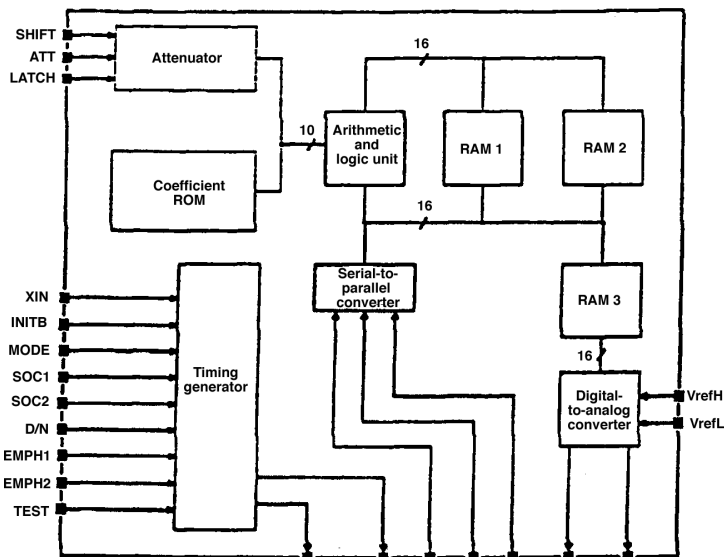 SHIFT
ATT
LATCH
Attenuator
16
10
Arithmetic
and
logic unit
RAM 1
RAM 2
Coefficient
ROM
16
Serial-to-
parallel
converter
RAM 3
XIN
INITB
MODE
SOC1
SOC2
D/N
EMPH1
EMPH2
TEST
Timing
generator
16
Digital-
to-analog
converter
VrefH
VrefL